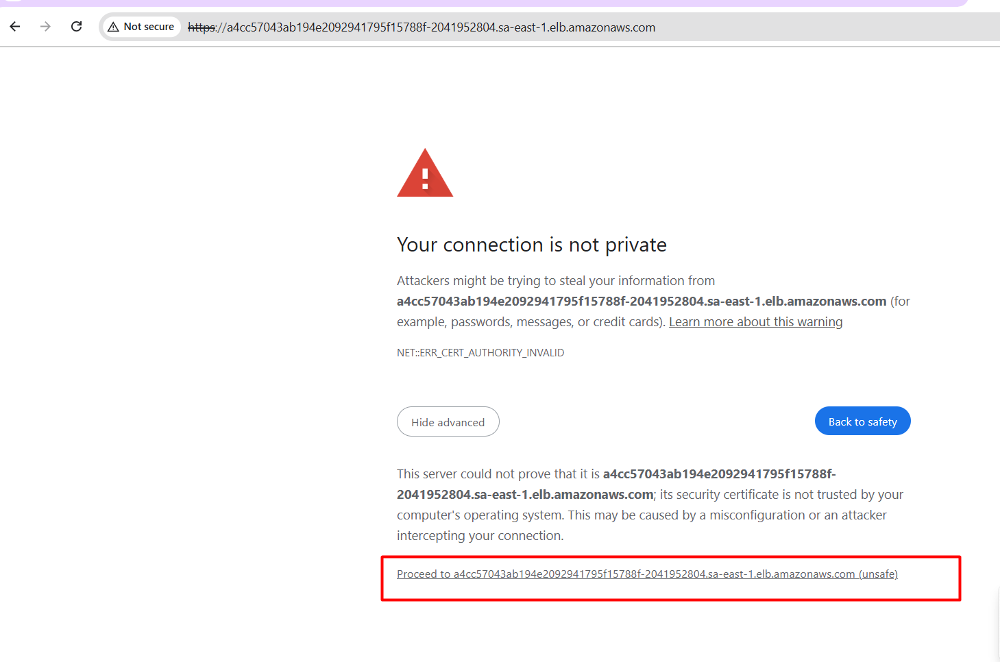 Not secure https://a4cc57043ab194e2092941795f15788f-2041952804.sa-east-1.elb.amazonaws.com
Your connection is not private
Attackers might be trying to steal your information from
a4cc57043ab194e2092941795f15788f-2041952804.sa-east-1.elb.amazonaws.com (for
example, passwords, messages, or credit cards). Learn more about this warning
NET::ERR_CERT_AUTHORITY_INVALID
Hide advanced
Back to safety
This server could not prove that it is a4cc57043ab194e2092941795f15788f-
2041952804.sa-east-1.elb.amazonaws.com; its security certificate is not trusted by your
computer's operating system. This may be caused by a misconfiguration or an attacker
intercepting your connection.
Proceed to a4cc57043ab194e2092941795f15788f-2041952804.sa-east-1.elb.amazonaws.com (unsafe)